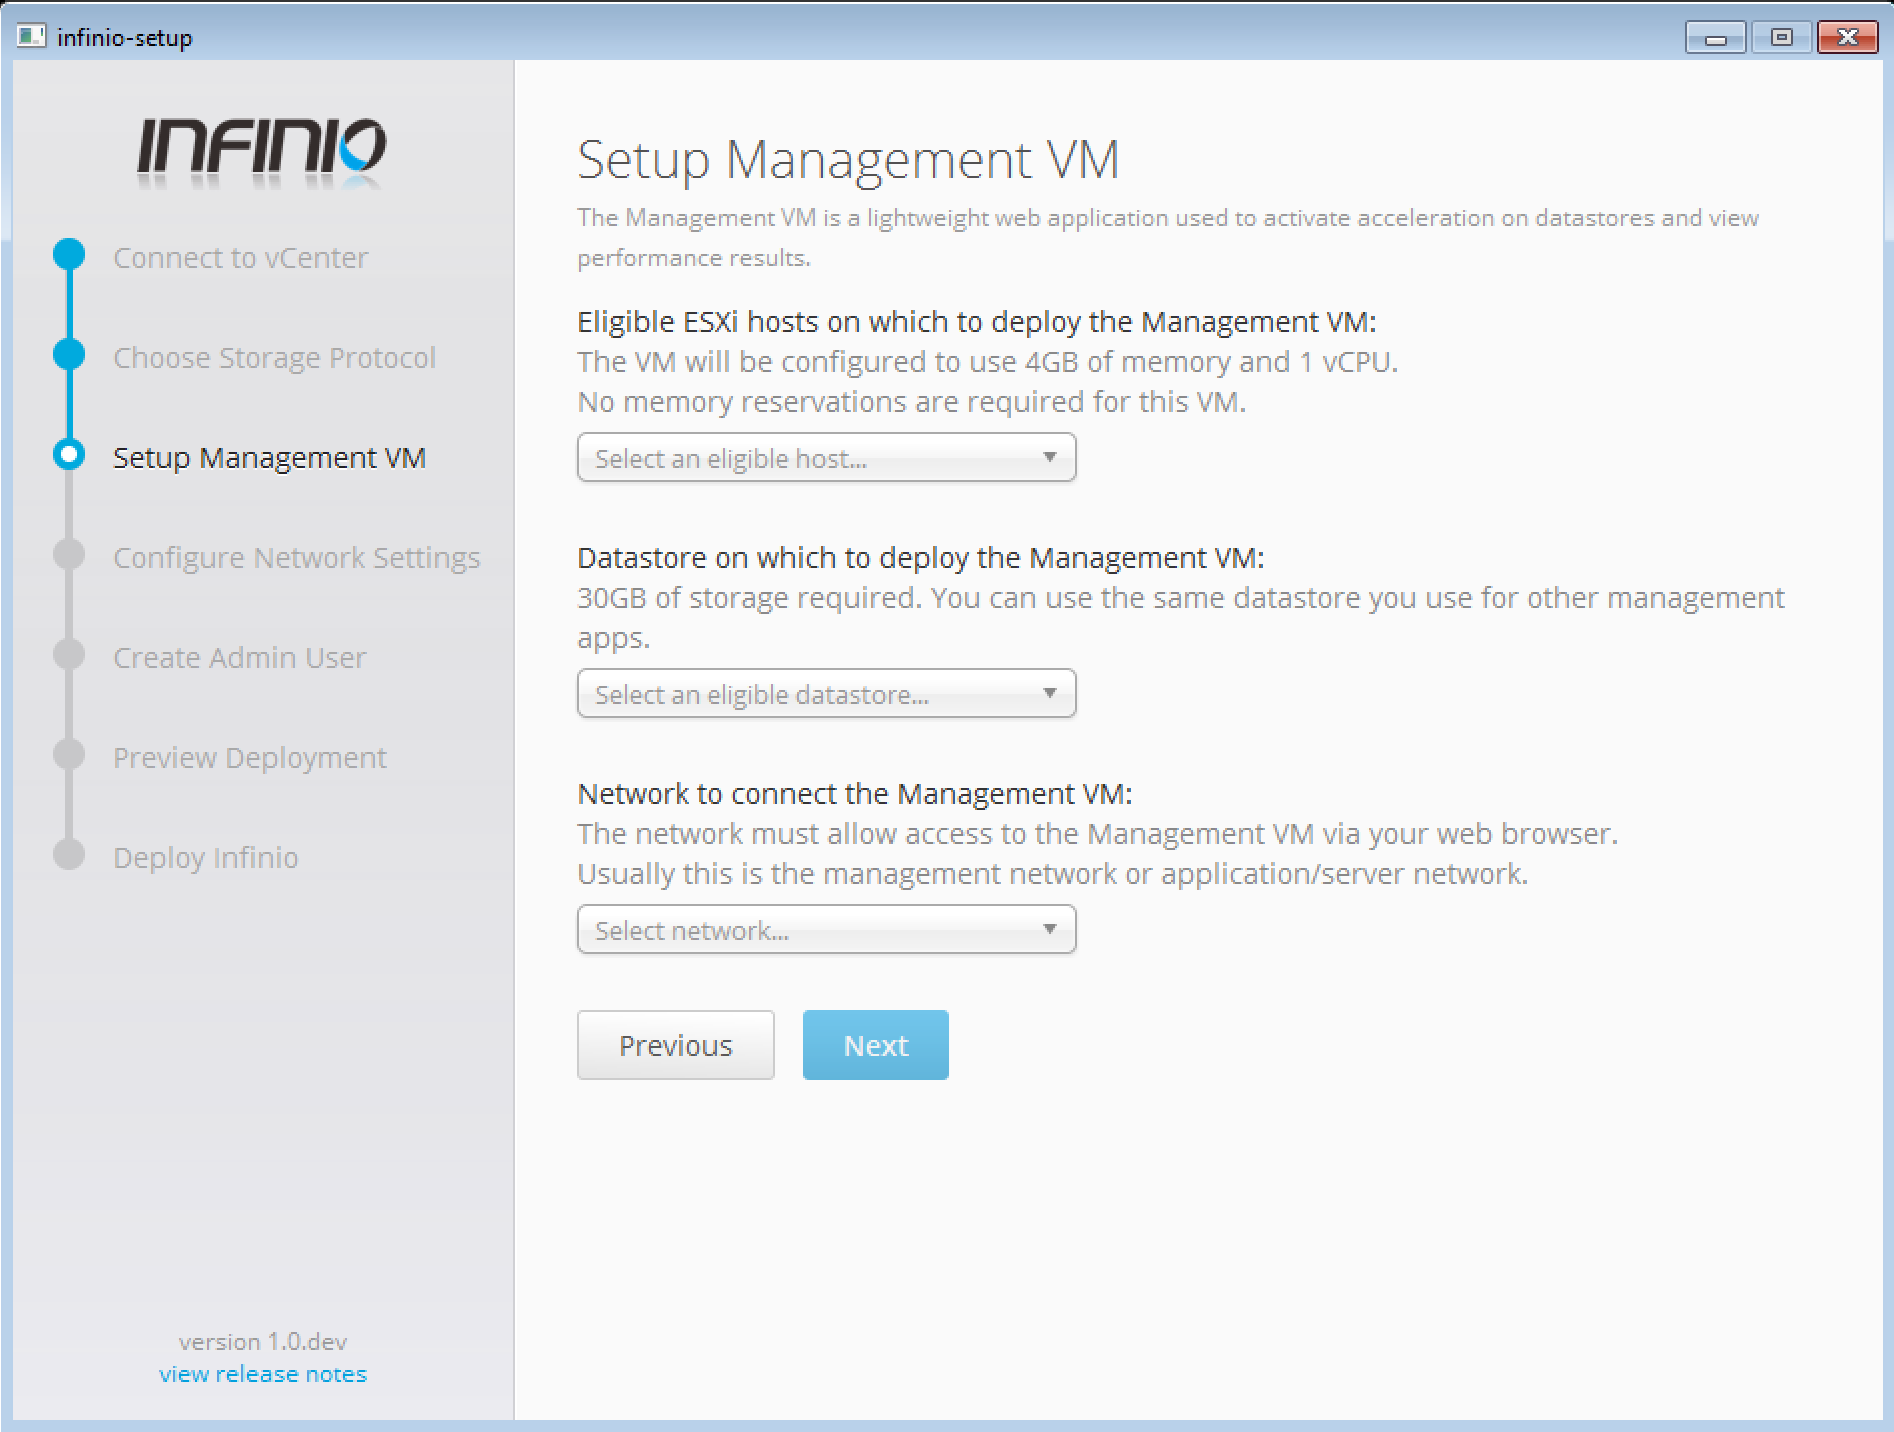 infinio-setup
INFINIO
Connect to vCenter
Choose Storage Protocol
Setup Management VM
Configure Network Settings
Create Admin User
Preview Deployment
Deploy Infinio
version 1.0.dev
view release notes
Setup Management VM
The Management VM is a lightweight web application used to activate acceleration on datastores and view
performance results.
Eligible ESXi hosts on which to deploy the Management VM:
The VM will be configured to use 4GB of memory and 1 vCPU.
No memory reservations are required for this VM.
Select an eligible host...
Datastore on which to deploy the Management VM:
30GB of storage required. You can use the same datastore you use for other management
apps.
Select an eligible datastore...
Network to connect the Management VM:
The network must allow access to the Management VM via your web browser.
Usually this is the management network or application/server network.
Select network...
Previous
Next